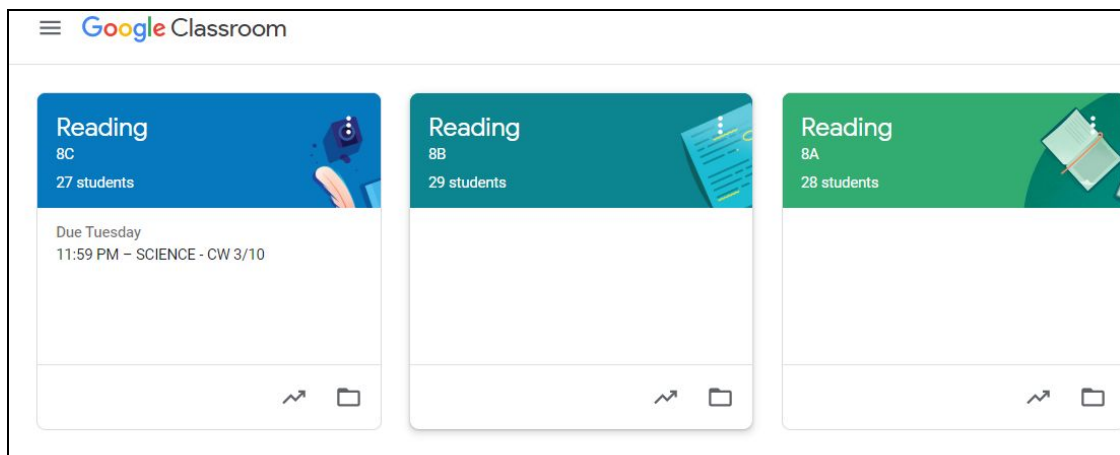 Google Classroom
Reading
8C
27 students
Due Tuesday
11:59 PM – SCIENCE - CW 3/10
Reading
8B
29 students
Reading
8A
28 students